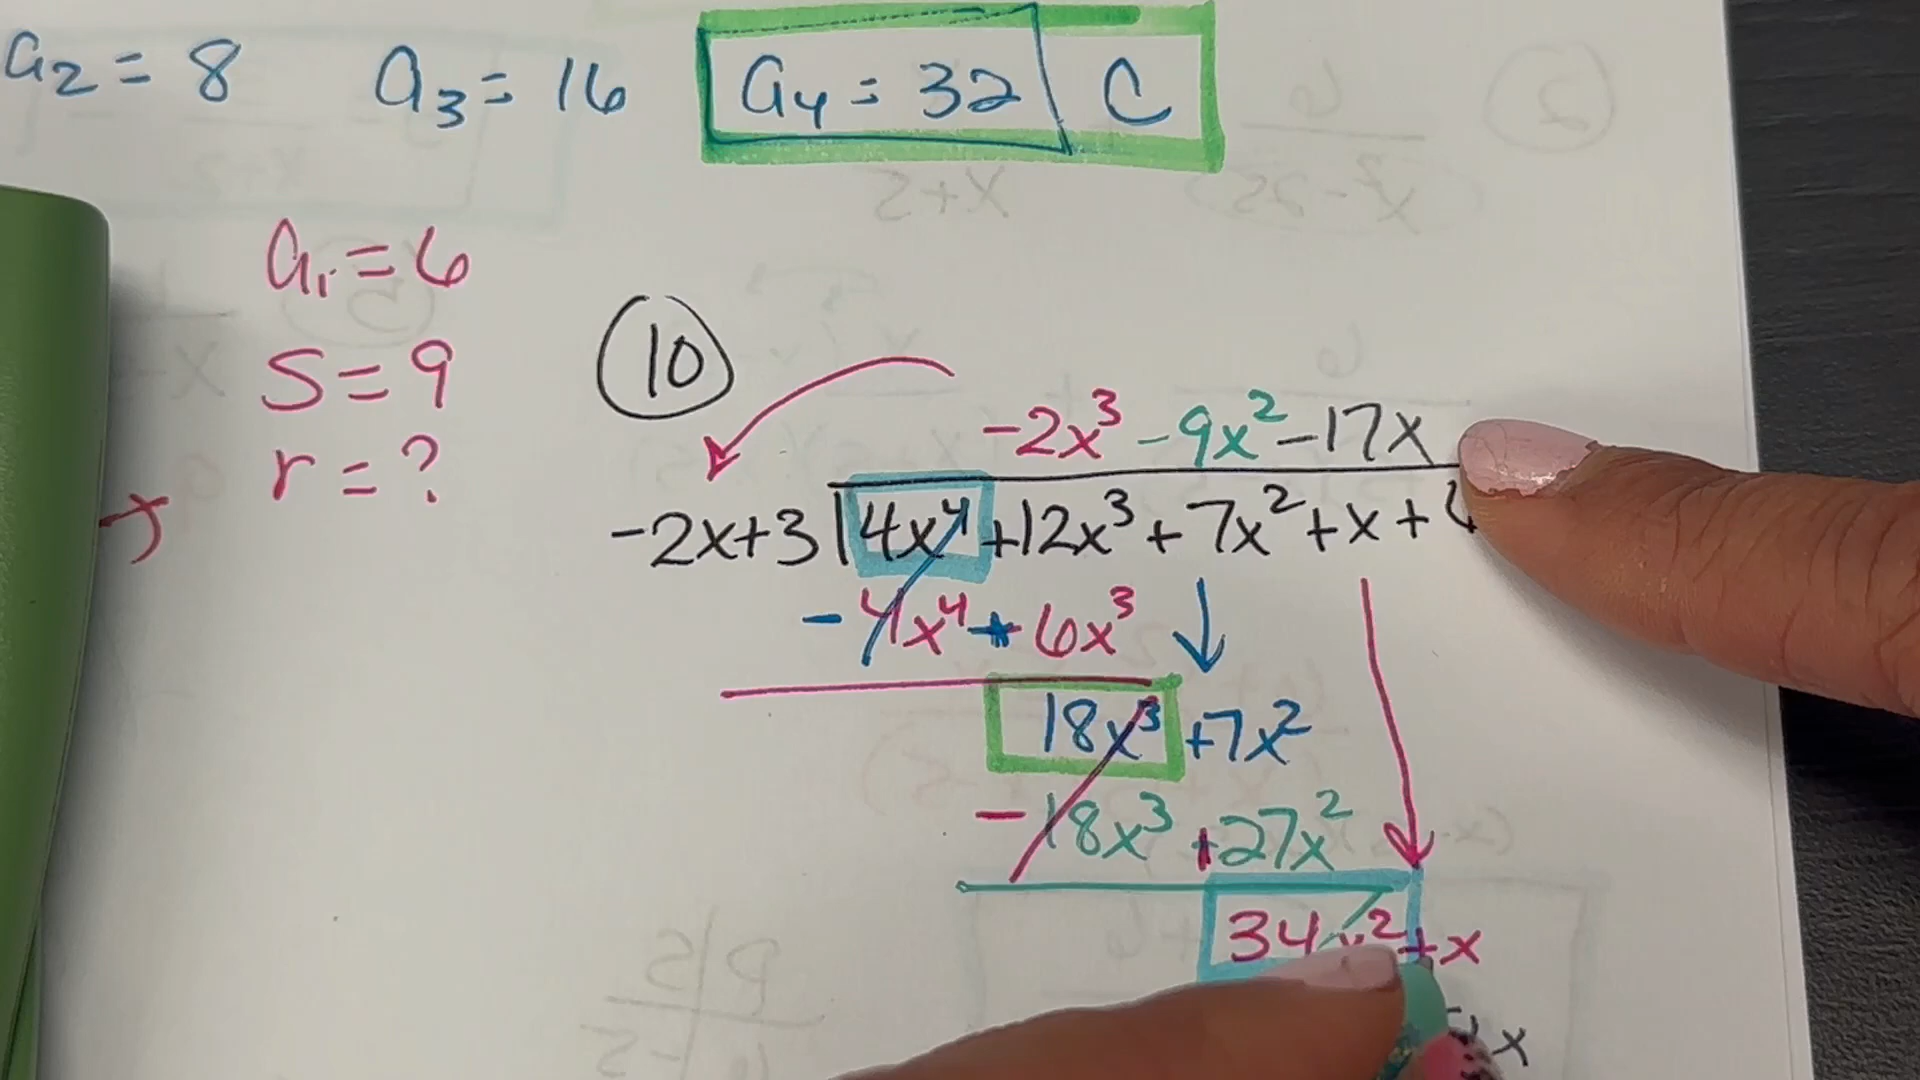 a₂ = 8 a₃ = 16 a₄ = 32 C
a₁ = 6
S = 9
r = ?
10
-2x³ - 9x² - 17x
-2x+3 4x⁴ + 12x³ + 7x² + x +
- 4x⁴ + 6x³
18x³ + 7x²
- 18x³ + 27x²
34x² + x
x